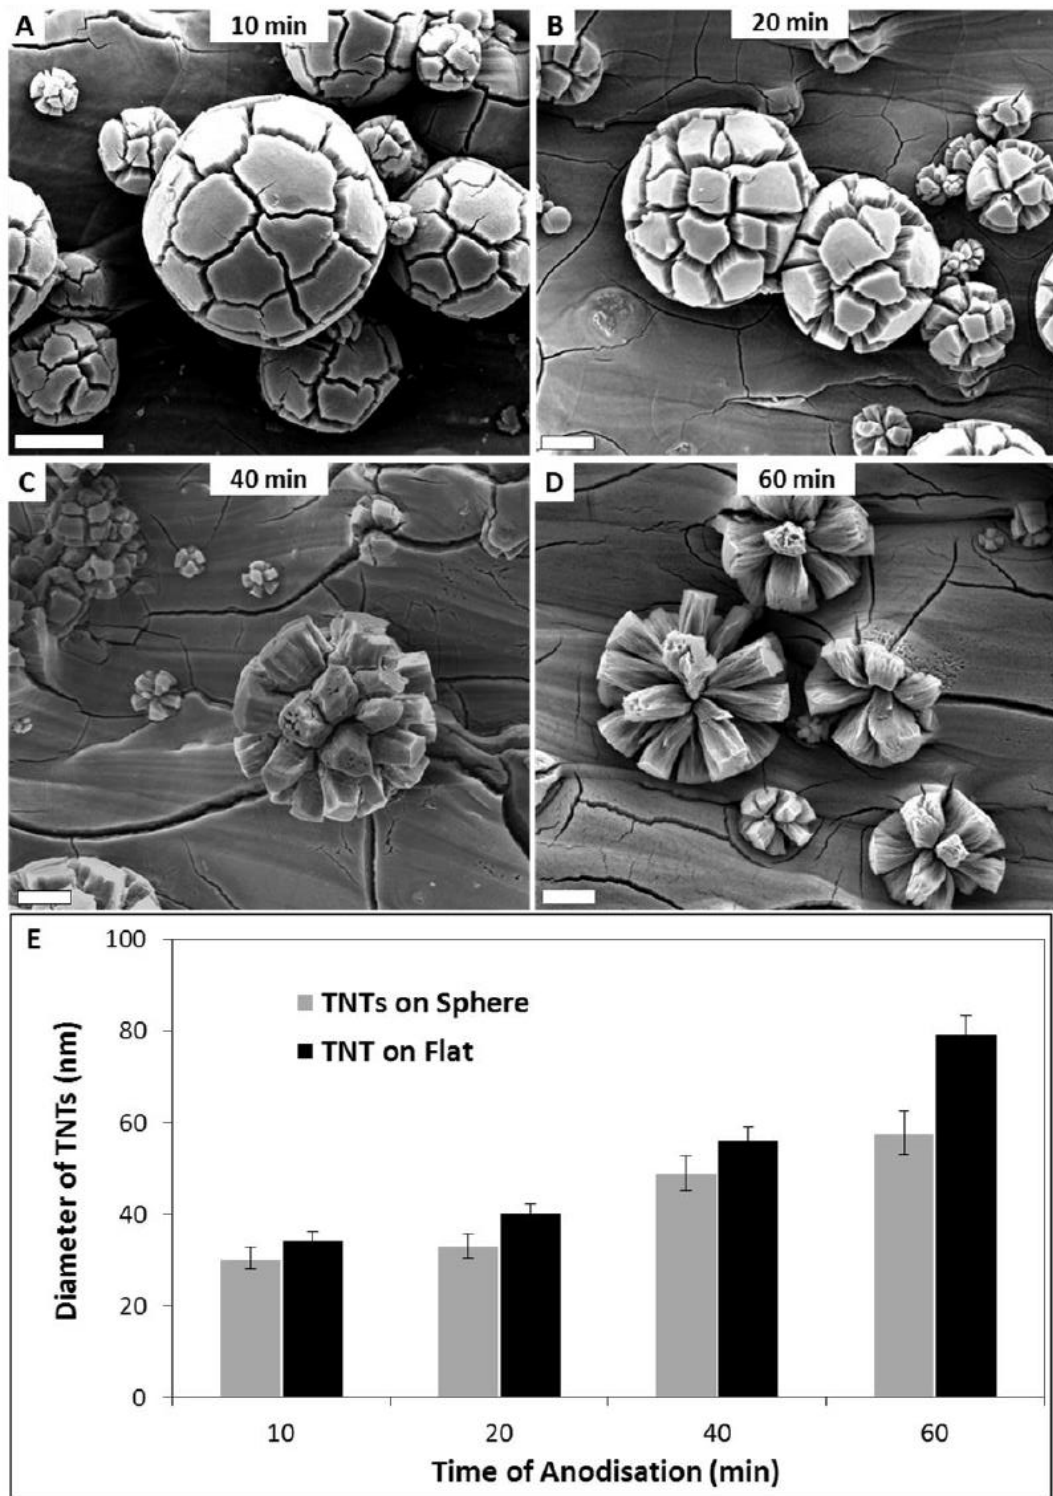 A
10 min
B
20 min
C
40 min
D
60 min
E
100
80
60
40
20
0
Diameter of TNTs (nm)
TNTs on Sphere
TNT on Flat
10
20
40
60
Time of Anodisation (min)